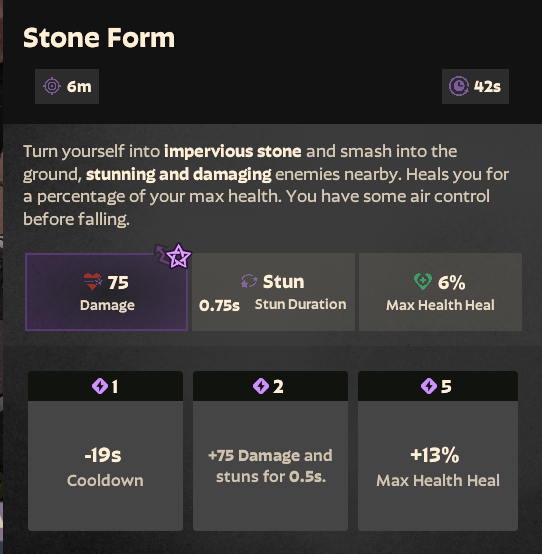 Stone Form
6m
42s
Turn yourself into impervious stone and smash into the
ground, stunning and damaging enemies nearby. Heals you for
a percentage of your max health. You have some air control
before falling.
75
Damage
Stun
0.75s Stun Duration
6%
Max Health Heal
1
-19s
Cooldown
2
+75 Damage and
stuns for 0.5s.
5
+13%
Max Health Heal